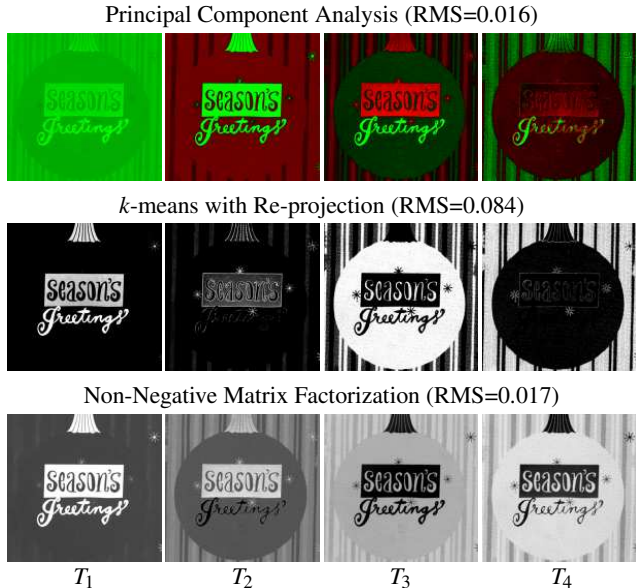 Principal Component Analysis (RMS=0.016)
SEASON'S SEASON'S SEASON'S SEASON'S
Greetings Greetings Greetings Greetings
k-means with Re-projection (RMS=0.084)
SEASON'S SEASON'S SEASON'S SEASON'S
Greetings Greetings Greetings Greetings
Non-Negative Matrix Factorization (RMS=0.017)
SEASON'S SEASON'S SEASON'S SEASON'S
Greetings Greetings Greetings Greetings
T1 T2 T3 T4